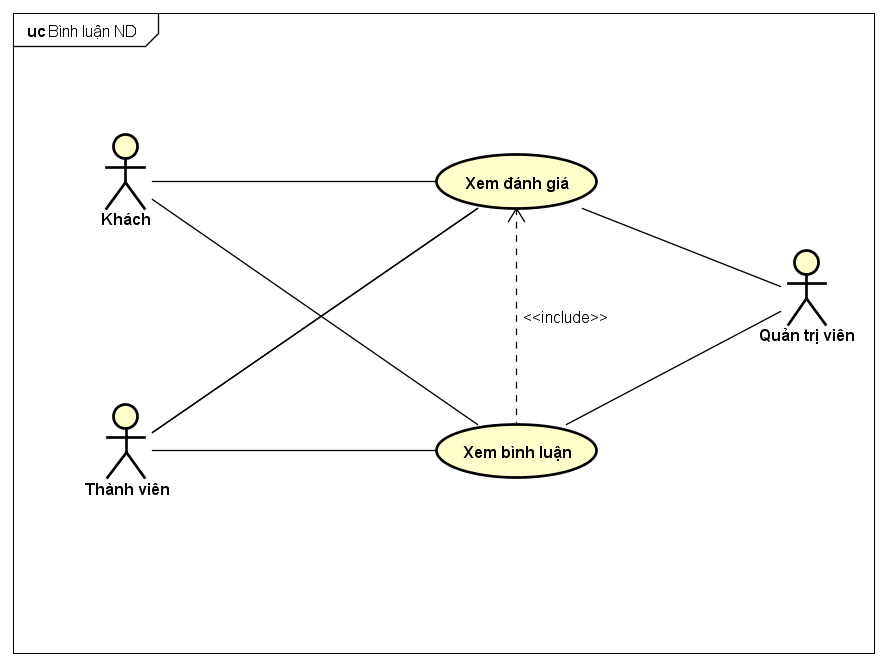 uc Bình luận ND
Khách
Xem đánh giá
<<include>>
Quản trị viên
Xem bình luận
Thành viên